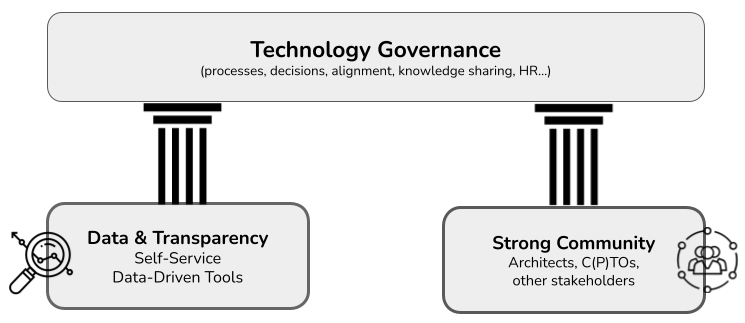 Technology Governance
(processes, decisions, alignment, knowledge sharing, HR...)
Data & Transparency
Self-Service
Data-Driven Tools
Strong Community
Architects, C(P)TOs,
other stakeholders